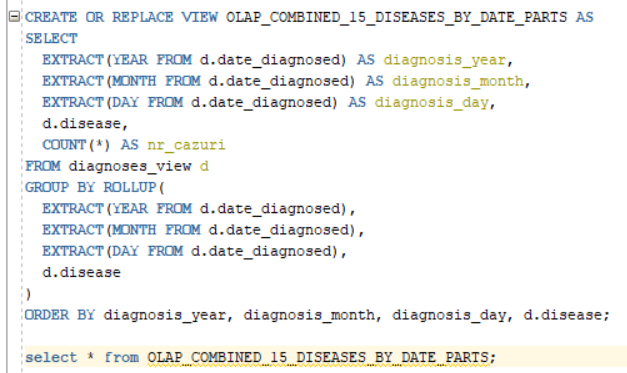 CREATE OR REPLACE VIEW OLAP_COMBINED_15_DISEASES_BY_DATE_PARTS AS
SELECT
  EXTRACT(YEAR FROM d.date_diagnosed) AS diagnosis_year,
  EXTRACT(MONTH FROM d.date_diagnosed) AS diagnosis_month,
  EXTRACT(DAY FROM d.date_diagnosed) AS diagnosis_day,
  d.disease,
  COUNT(*) AS nr_cazuri
FROM diagnoses_view d
GROUP BY ROLLUP(
  EXTRACT(YEAR FROM d.date_diagnosed),
  EXTRACT(MONTH FROM d.date_diagnosed),
  EXTRACT(DAY FROM d.date_diagnosed),
  d.disease
)
ORDER BY diagnosis_year, diagnosis_month, diagnosis_day, d.disease;

select * from OLAP_COMBINED_15_DISEASES_BY_DATE_PARTS;